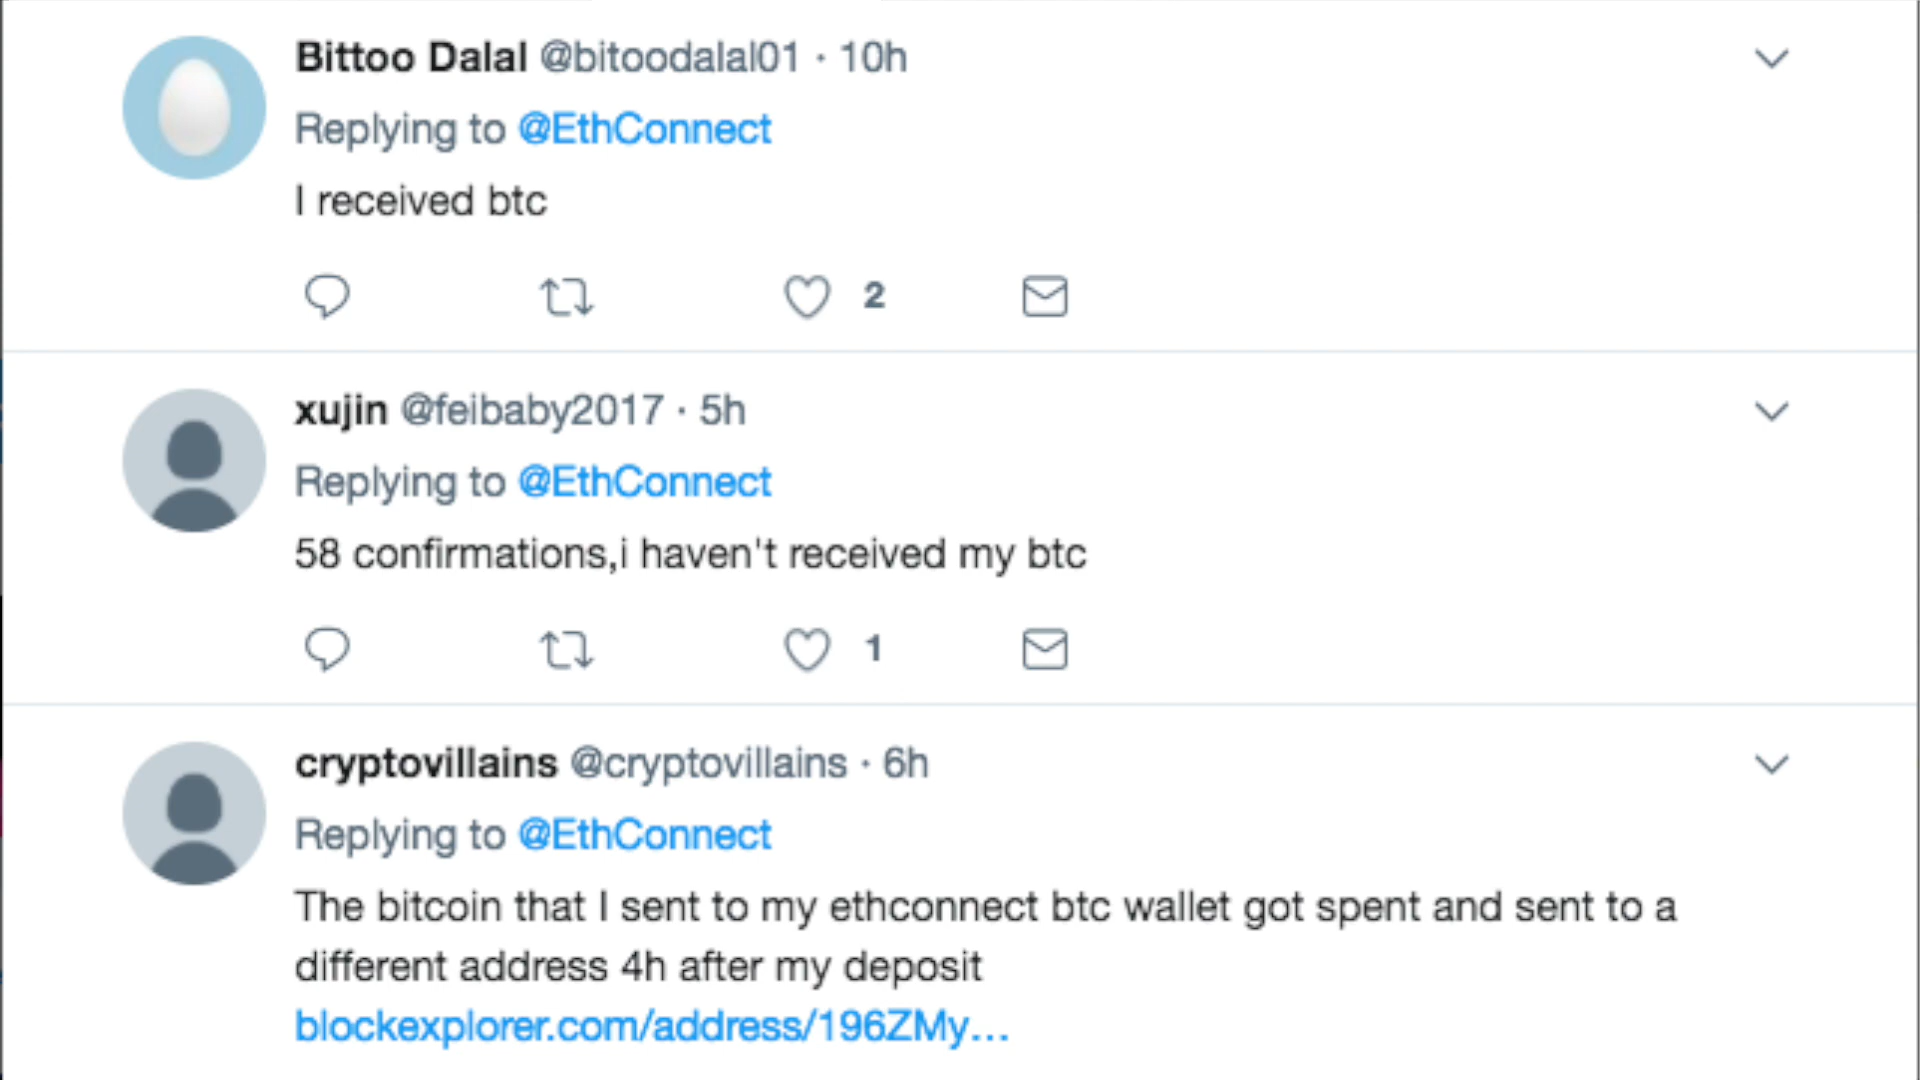 Bittoo Dalal @bitoodalal01 · 10h
Replying to @EthConnect
I received btc
2
xujin @feibaby2017 · 5h
Replying to @EthConnect
58 confirmations,i haven't received my btc
1
cryptovillains @cryptovillains · 6h
Replying to @EthConnect
The bitcoin that I sent to my ethconnect btc wallet got spent and sent to a
different address 4h after my deposit
blockexplorer.com/address/196ZMy…